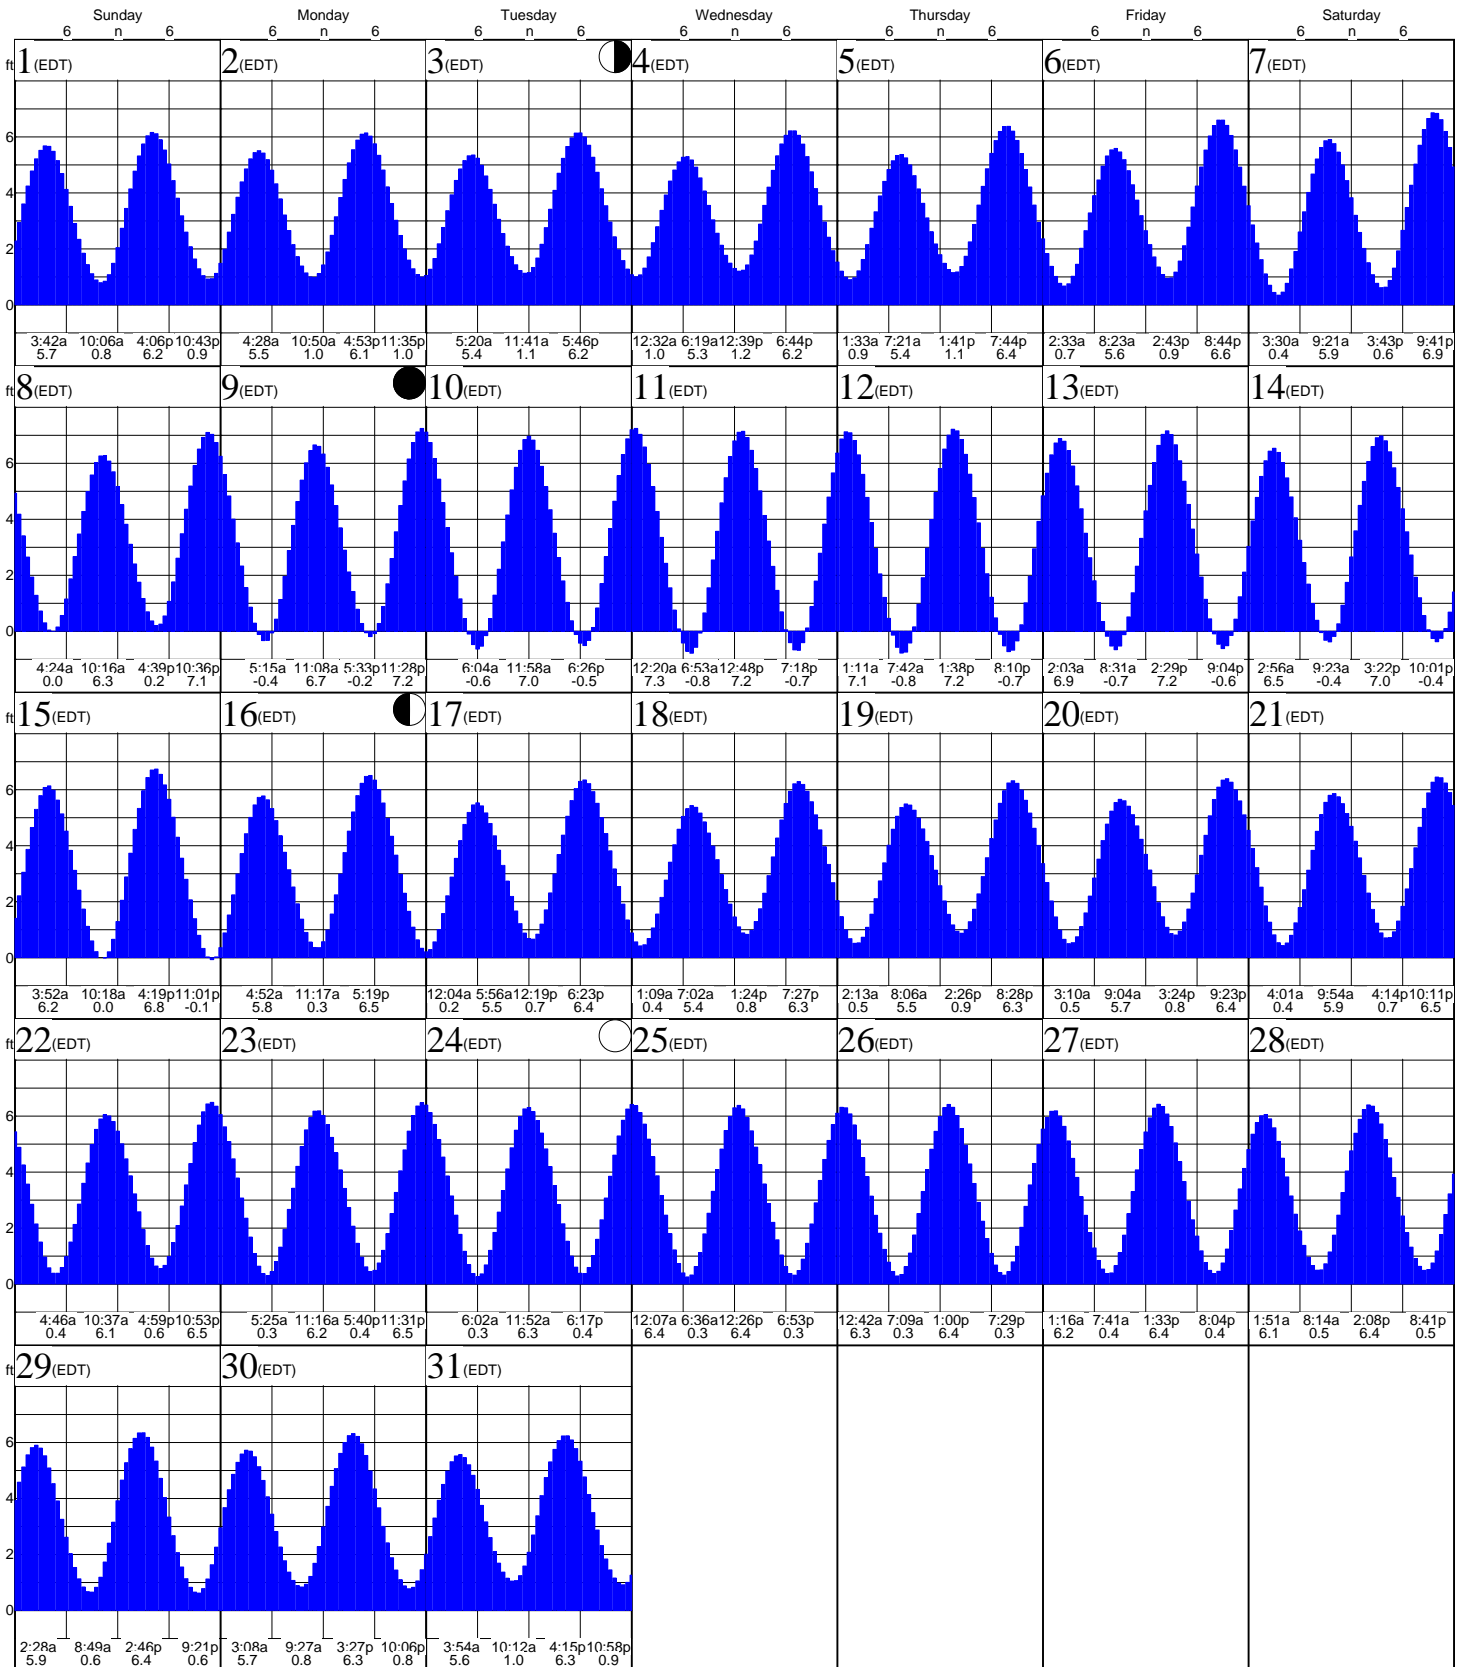 Sunday Monday Tuesday Wednesday Thursday Friday Saturday
6 n 6 6 n 6 6 n 6 6 n 6 6 n 6 6 n 6 6 n 6
ft 1(EDT) 2(EDT) 3(EDT) 4(EDT) 5(EDT) 6(EDT) 7(EDT)
6
4
2
0
3:42a 10:06a 4:06p 10:43p 4:28a 10:50a 4:53p 11:35p 5:20a 11:41a 5:46p 12:32a 6:19a 12:39p 6:44p 1:33a 7:21a 1:41p 7:44p 2:33a 8:23a 2:43p 8:44p 3:30a 9:21a 3:43p 9:41p
5.7 0.8 6.2 0.9 5.5 1.0 6.1 1.0 5.4 1.1 6.2 1.0 5.3 1.2 6.2 0.9 5.4 1.1 6.4 0.7 5.6 0.9 6.6 0.4 5.9 0.6 6.9
ft 8(EDT) 9(EDT) 10(EDT) 11(EDT) 12(EDT) 13(EDT) 14(EDT)
6
4
2
0
4:24a 10:16a 4:39p 10:36p 5:15a 11:08a 5:33p 11:28p 6:04a 11:58a 6:26p 12:20a 6:53a 12:48p 7:18p 1:11a 7:42a 1:38p 8:10p 2:03a 8:31a 2:29p 9:04p 2:56a 9:23a 3:22p 10:01p
0.0 6.3 0.2 7.1 -0.4 6.7 -0.2 7.2 -0.6 7.0 -0.5 7.3 -0.8 7.2 -0.7 7.1 -0.8 7.2 -0.7 6.9 -0.7 7.2 -0.6 6.5 -0.4 7.0 -0.4
ft 15(EDT) 16(EDT) 17(EDT) 18(EDT) 19(EDT) 20(EDT) 21(EDT)
6
4
2
0
3:52a 10:18a 4:19p 11:01p 4:52a 11:17a 5:19p 12:04a 5:56a 12:19p 6:23p 1:09a 7:02a 1:24p 7:27p 2:13a 8:06a 2:26p 8:28p 3:10a 9:04a 3:24p 9:23p 4:01a 9:54a 4:14p 10:11p
6.2 0.0 6.8 -0.1 5.8 0.3 6.5 0.2 5.5 0.7 6.4 0.4 5.4 0.8 6.3 0.5 5.5 0.9 6.3 0.5 5.7 0.8 6.4 0.4 5.9 0.7 6.5
ft 22(EDT) 23(EDT) 24(EDT) 25(EDT) 26(EDT) 27(EDT) 28(EDT)
6
4
2
0
4:46a 10:37a 4:59p 10:53p 5:25a 11:16a 5:40p 11:31p 6:02a 11:52a 6:17p 12:07a 6:36a 12:26p 6:53p 12:42a 7:09a 1:00p 7:29p 1:16a 7:41a 1:33p 8:04p 1:51a 8:14a 2:08p 8:41p
0.4 6.1 0.6 6.5 0.3 6.2 0.4 6.5 0.3 6.3 0.4 6.4 0.3 6.4 0.3 6.3 0.3 6.4 0.3 6.2 0.4 6.4 0.4 6.1 0.5 6.4 0.5
ft 29(EDT) 30(EDT) 31(EDT)
6
4
2
0
2:28a 8:49a 2:46p 9:21p 3:08a 9:27a 3:27p 10:06p 3:54a 10:12a 4:15p 10:58p
5.9 0.6 6.4 0.6 5.7 0.8 6.3 0.8 5.6 1.0 6.3 0.9